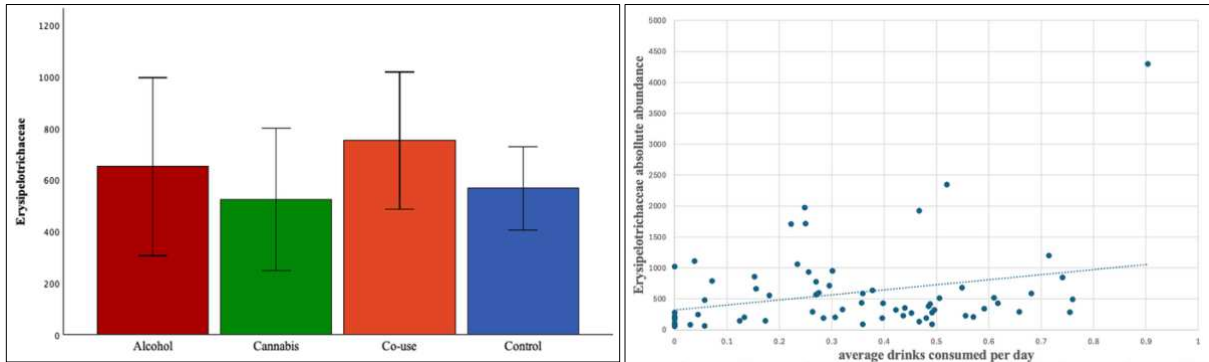 1200
1000
800
600
400
200
0
Erysipelotrichaceae
Alcohol
Cannabis
Co-use
Control
5000
4500
4000
3500
3000
2500
2000
1500
1000
500
0
Erysipelotrichaceae absollute abundance
0 0.1 0.2 0.3 0.4 0.5 0.6 0.7 0.8 0.9 1
average drinks consumed per day